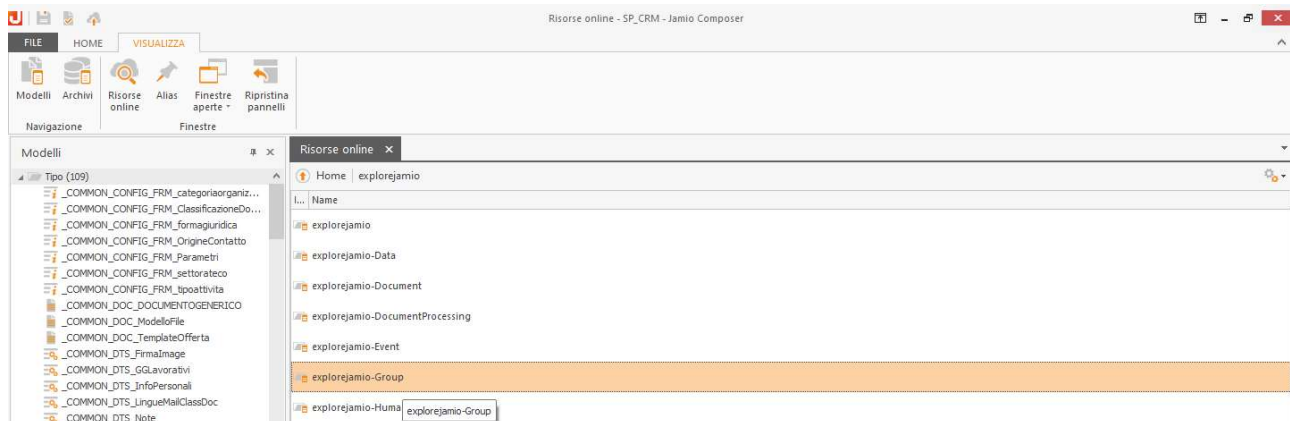 Risorse online - SP_CRM - Jamio Composer
FILE HOME VISUALIZZA
Modelli Archivi Risorse online Alias Finestre aperte Ripristina pannelli
Navigazione Finestre
Modelli
Tipo (109)
_COMMON_CONFIG_FRM_categoriaorganiz...
_COMMON_CONFIG_FRM_ClassificazioneDo...
_COMMON_CONFIG_FRM_formagiuridica
_COMMON_CONFIG_FRM_OrigineContatto
_COMMON_CONFIG_FRM_Parametri
_COMMON_CONFIG_FRM_settorateco
_COMMON_CONFIG_FRM_tipoattivita
_COMMON_DOC_DOCUMENTOGENERICO
_COMMON_DOC_ModelloFile
_COMMON_DOC_TemplateOfferta
_COMMON_DTS_FirmaImage
_COMMON_DTS_GGLavorativi
_COMMON_DTS_InfoPersonali
_COMMON_DTS_LingueMailClassDoc
_COMMON_DTS_Note
Risorse online
Home explorejamio
I... Name
explorejamio
explorejamio-Data
explorejamio-Document
explorejamio-DocumentProcessing
explorejamio-Event
explorejamio-Group
explorejamio-Huma
explorejamio-Group